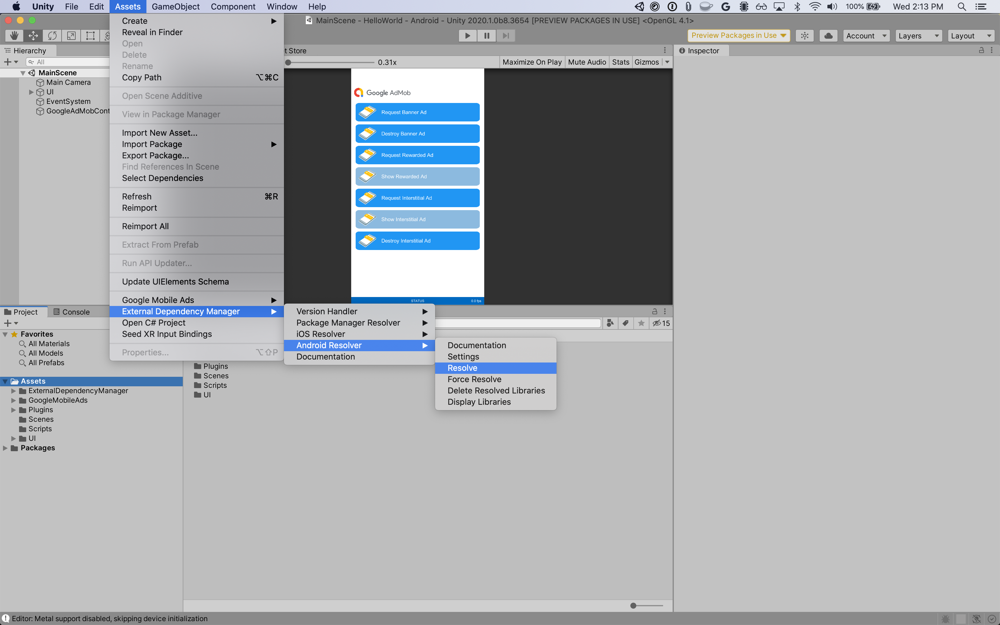 Unity File Edit Assets GameObject Component Window Help 100% Wed 2:13 PM
MainScene - HelloWorld - Android - Unity 2020.1.0b8.3654 [PREVIEW PACKAGES IN USE] <OpenGL 4.1>
Preview Packages in Use Account Layers Layout
Hierarchy
All
MainScene
Main Camera
UI
EventSystem
GoogleAdMobCont
Create
Reveal in Finder
Open
Delete
Rename
Copy Path ⌥⌘C
Open Scene Additive
View in Package Manager
Import New Asset...
Import Package
Export Package...
Find References In Scene
Select Dependencies
Refresh ⌘R
Reimport
Reimport All
Extract From Prefab
Run API Updater...
Update UIElements Schema
Google Mobile Ads
External Dependency Manager
Open C# Project
Seed XR Input Bindings
Properties... ⌥⇧P
t Store
0.31x Maximize On Play Mute Audio Stats Gizmos
Google AdMob
Request Banner Ad
Destroy Banner Ad
Request Rewarded Ad
Show Rewarded Ad
Request Interstitial Ad
Show Interstitial Ad
Destroy Interstitial Ad
STATUS 0.0 fps
Inspector
Version Handler
Package Manager Resolver
iOS Resolver
Android Resolver
Documentation
Documentation
Settings
Resolve
Force Resolve
Delete Resolved Libraries
Display Libraries
15
Project Console
Favorites
All Materials
All Models
All Prefabs
Assets
ExternalDependencyManager
GoogleMobileAds
Plugins
Scenes
Scripts
UI
Packages
Plugins
Scenes
Scripts
UI
Editor: Metal support disabled, skipping device initialization